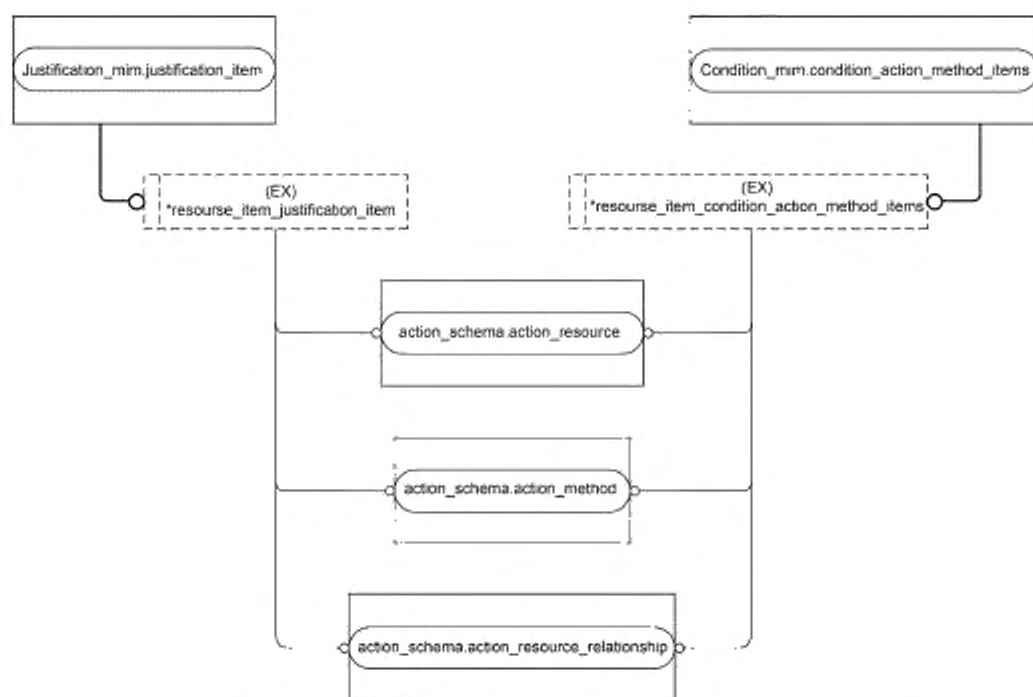 Justification_mim.justification_item
Condition_mim.condition_action_method_items
(EX)
*resourse_item_justification_item
(EX)
*resourse_item_condition_action_method_items
action_schema.action_resource
action_schema.action_method
action_schema.action_resource_relationship